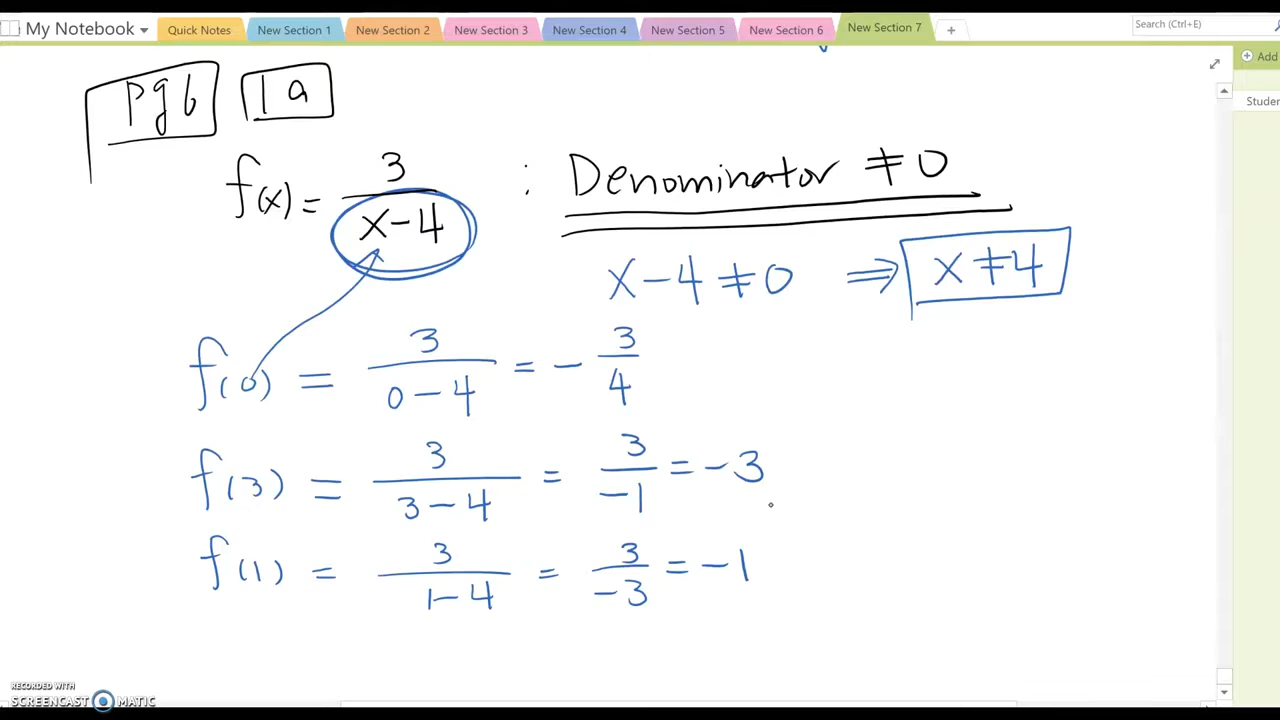 My Notebook Quick Notes New Section 1 New Section 2 New Section 3 New Section 4 New Section 5 New Section 6 New Section 7 + Search (Ctrl+E)
Add
Studen
Pg 6 1a
f(x) = 3/(x-4) : Denominator ≠ 0
x-4 ≠ 0 ⇒ x ≠ 4
f(0) = 3/(0-4) = - 3/4
f(3) = 3/(3-4) = 3/-1 = -3
f(1) = 3/(1-4) = 3/-3 = -1
RECORDED WITH
SCREENCAST MATIC